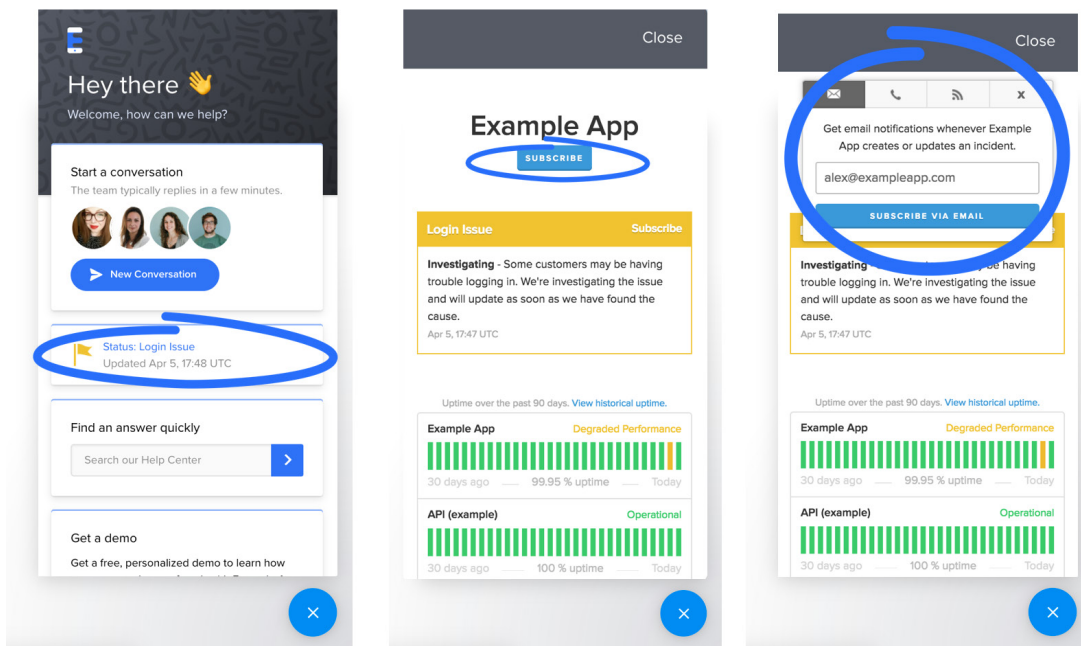 E
Hey there 👋
Welcome, how can we help?
Start a conversation
The team typically replies in a few minutes.
New Conversation
Status: Login Issue
Updated Apr 5, 17:48 UTC
Find an answer quickly
Search our Help Center
Get a demo
Get a free, personalized demo to learn how
Close
Example App
SUBSCRIBE
Login Issue Subscribe
Investigating - Some customers may be having
trouble logging in. We're investigating the issue
and will update as soon as we have found the
cause.
Apr 5, 17:47 UTC
Uptime over the past 90 days. View historical uptime.
Example App Degraded Performance
30 days ago 99.95 % uptime Today
API (example) Operational
30 days ago 100 % uptime Today
Close
x
Get email notifications whenever Example
App creates or updates an incident.
alex@exampleapp.com
SUBSCRIBE VIA EMAIL
Investigating be having
trouble logging in. We're investigating the issue
and will update as soon as we have found the
cause.
Apr 5, 17:47 UTC
Uptime over the past 90 days. View historical uptime.
Example App Degraded Performance
30 days ago 99.95 % uptime Today
API (example) Operational
30 days ago 100 % uptime Today